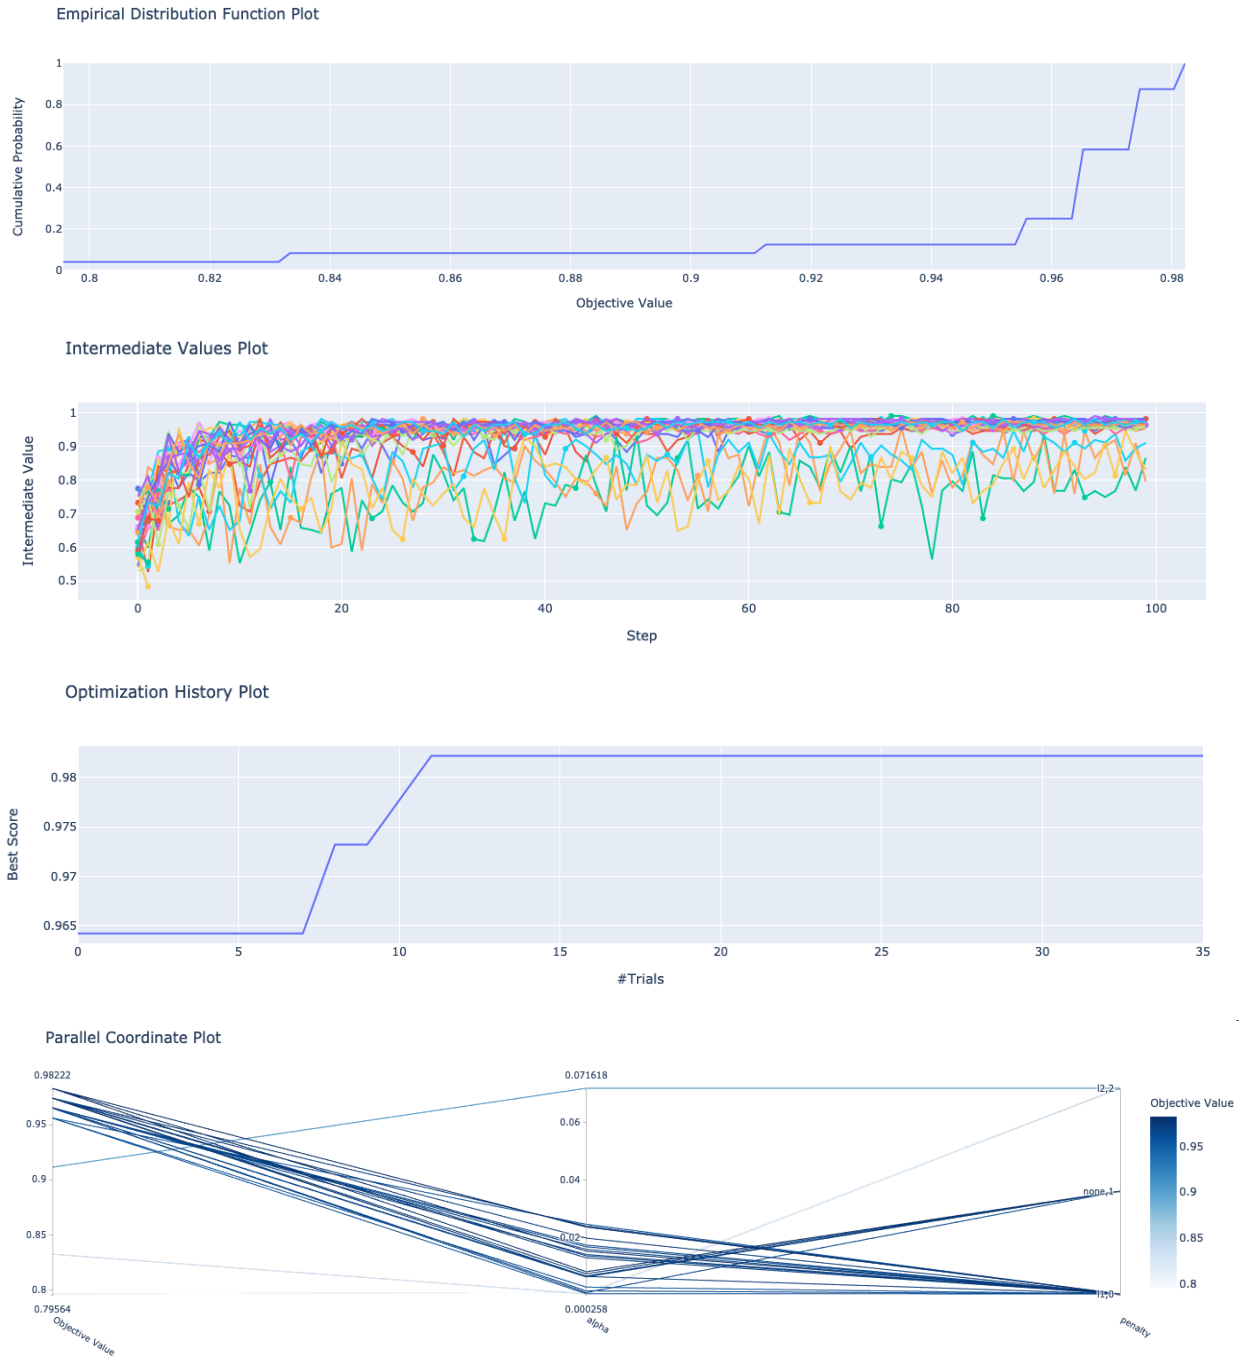 Empirical Distribution Function Plot
Cumulative Probability
1
0.8
0.6
0.4
0.2
0
0.8 0.82 0.84 0.86 0.88 0.9 0.92 0.94 0.96 0.98
Objective Value
Intermediate Values Plot
Intermediate Value
1
0.9
0.8
0.7
0.6
0.5
0 20 40 60 80 100
Step
Optimization History Plot
Best Score
0.98
0.975
0.97
0.965
0 5 10 15 20 25 30 35
#Trials
Parallel Coordinate Plot
0.98222 0.071618
0.95
0.9
0.85
0.8
0.79564
Objective Value
0.06
0.04
0.02
0.000258
alpha
l2,2
none,1
l1,0
penalty
Objective Value
0.95
0.9
0.85
0.8